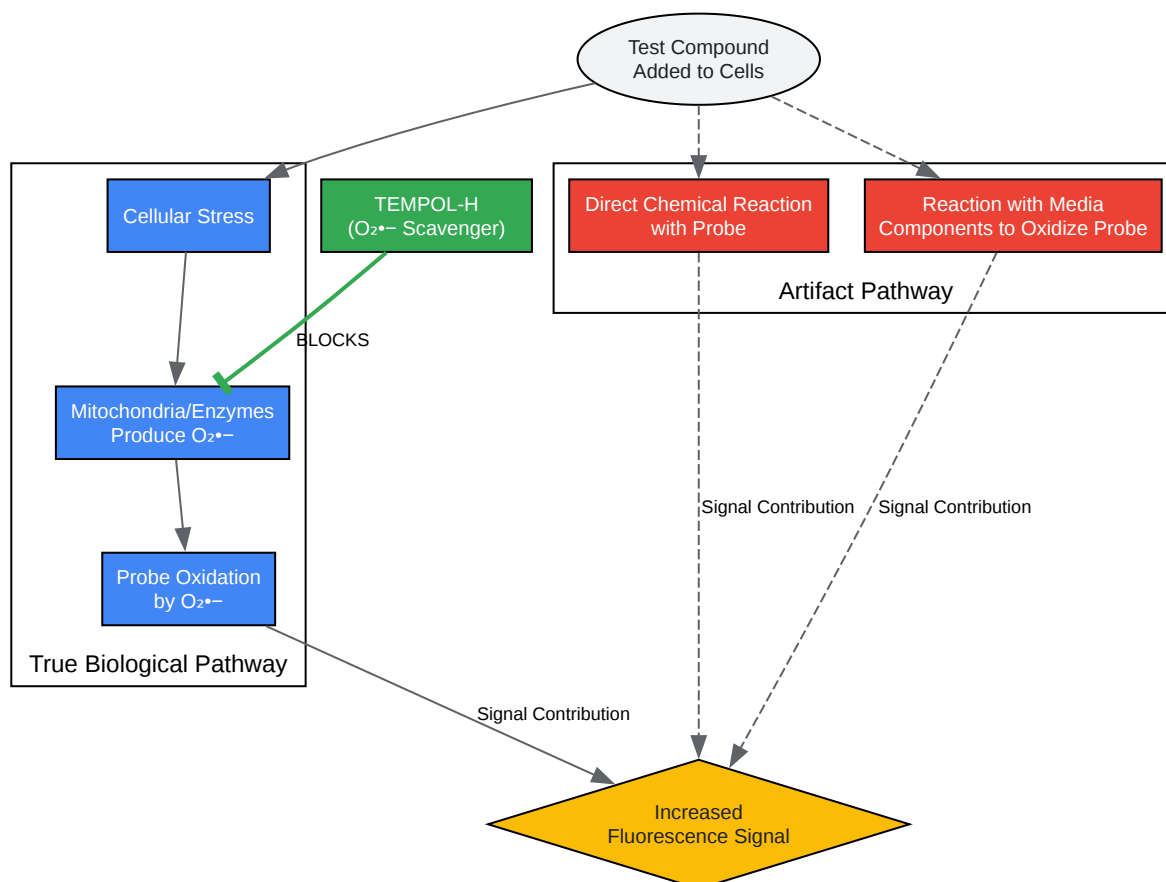 Test Compound
Added to Cells
Cellular Stress
TEMPOL-H
(O₂•− Scavenger)
Direct Chemical Reaction
with Probe
Reaction with Media
Components to Oxidize Probe
Artifact Pathway
BLOCKS
Mitochondria/Enzymes
Produce O₂•−
Signal Contribution
Signal Contribution
Probe Oxidation
by O₂•−
True Biological Pathway
Signal Contribution
Increased
Fluorescence Signal